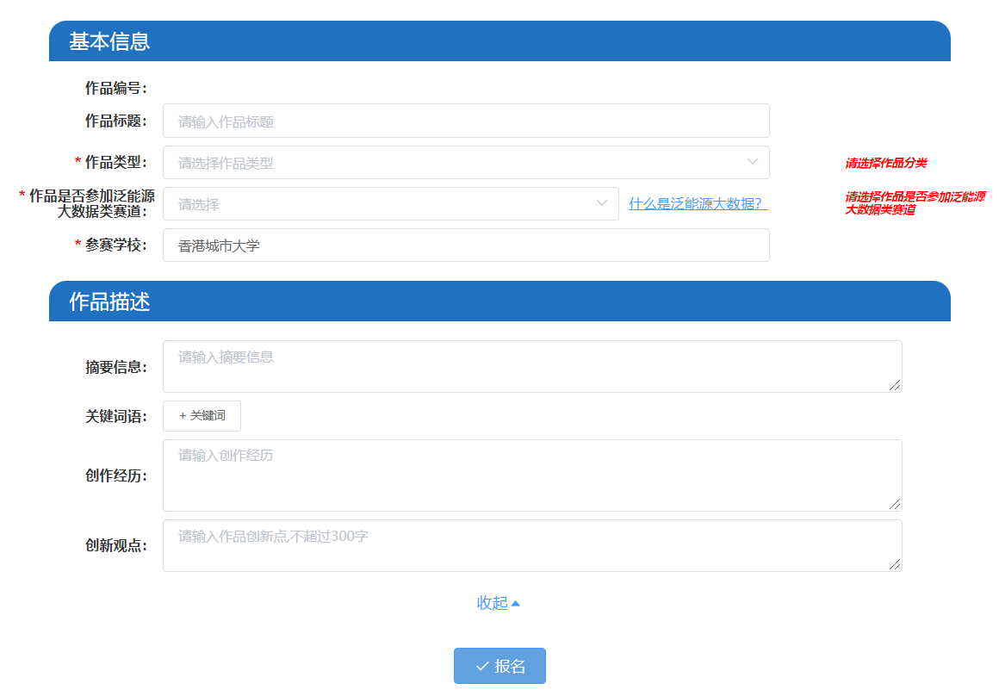 基本信息
作品编号：
作品标题：
请输入作品标题
* 作品类型：
请选择作品类型
请选择作品分类
* 作品是否参加泛能源
大数据类赛道：
请选择
什么是泛能源大数据？
请选择作品是否参加泛能源
大数据类赛道
* 参赛学校：
香港城市大学
作品描述
摘要信息：
请输入摘要信息
关键词语：
+ 关键词
创作经历：
请输入创作经历
创新观点：
请输入作品创新点,不超过300字
收起
报名